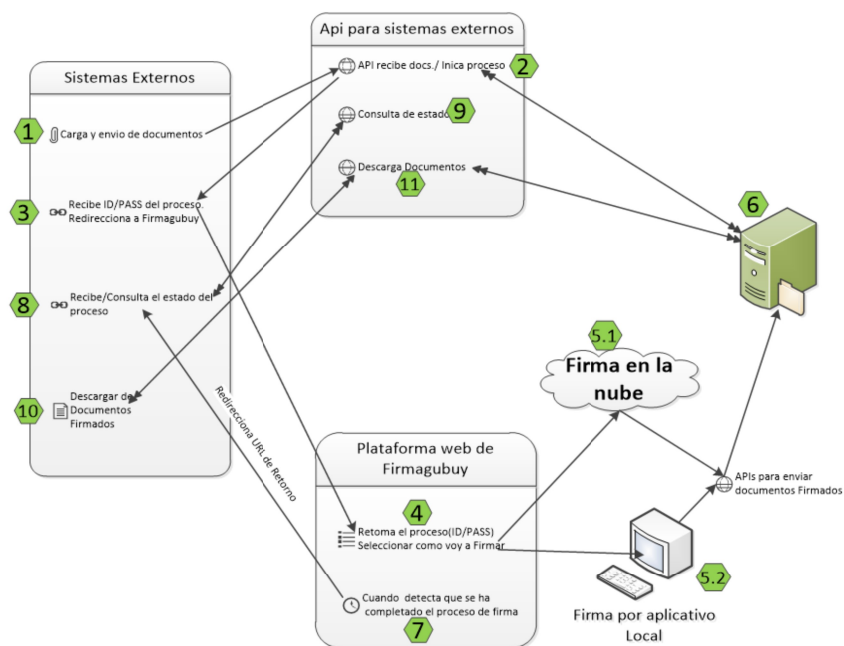 Api para sistemas externos
API recibe docs./ Inica proceso
2
Consulta de estado
9
Descarga Documentos
11
Sistemas Externos
1
Carga y envio de documentos
3
Recibe ID/PASS del proceso.
Redirecciona a Firmagubuy
8
Recibe/Consulta el estado del
proceso
10
Descargar de
Documentos
Firmados
6
5.1
Firma en la
nube
Redirecciona URL de Retorno
Plataforma web de
Firmagubuy
4
Retoma el proceso(ID/PASS)
Seleccionar como voy a Firmar
Cuando detecta que se ha
completado el proceso de firma
7
APIs para enviar
documentos Firmados
5.2
Firma por aplicativo
Local